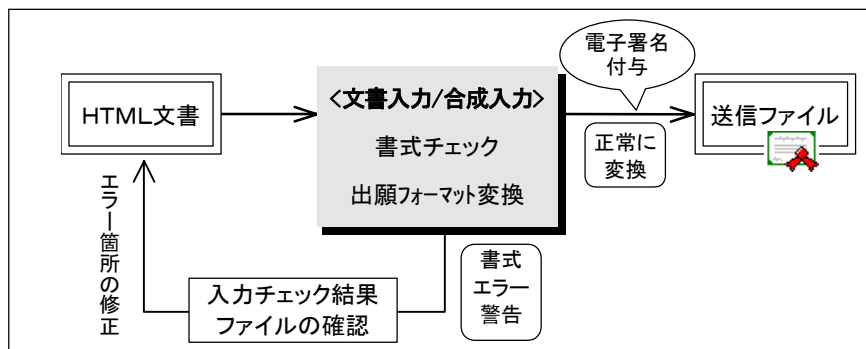 HTML文書
<文書入力/合成入力>
書式チェック
出願フォーマット変換
電子署名
付与
正常に
変換
送信ファイル
書式
エラー
警告
入力チェック結果
ファイルの確認
エラー箇所の修正